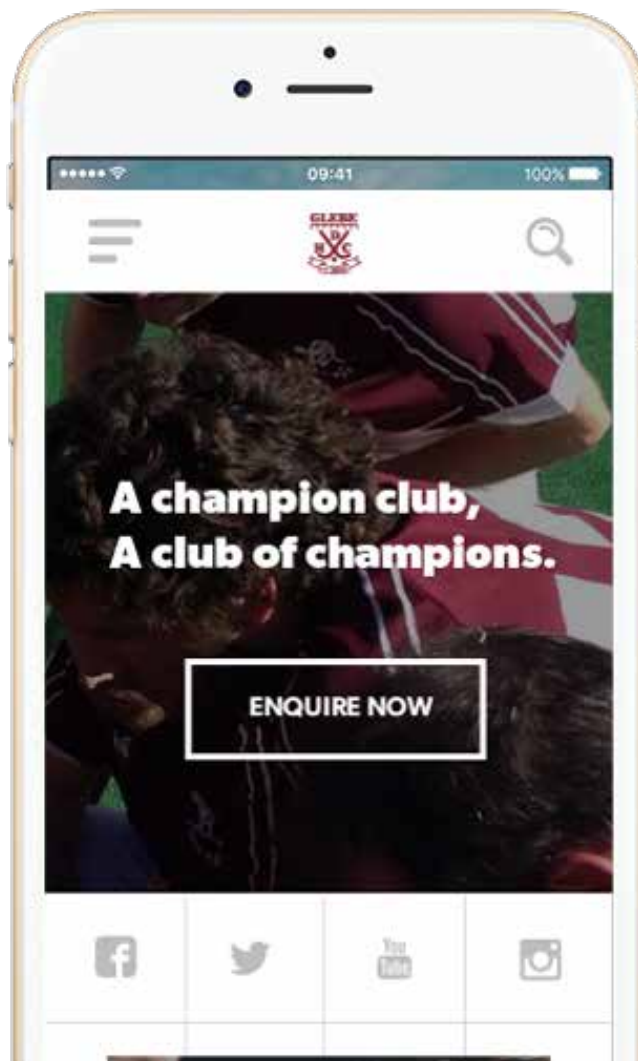 09:41
100%
GLEBE
D
H C
A champion club,
A club of champions.
ENQUIRE NOW
You
Tube